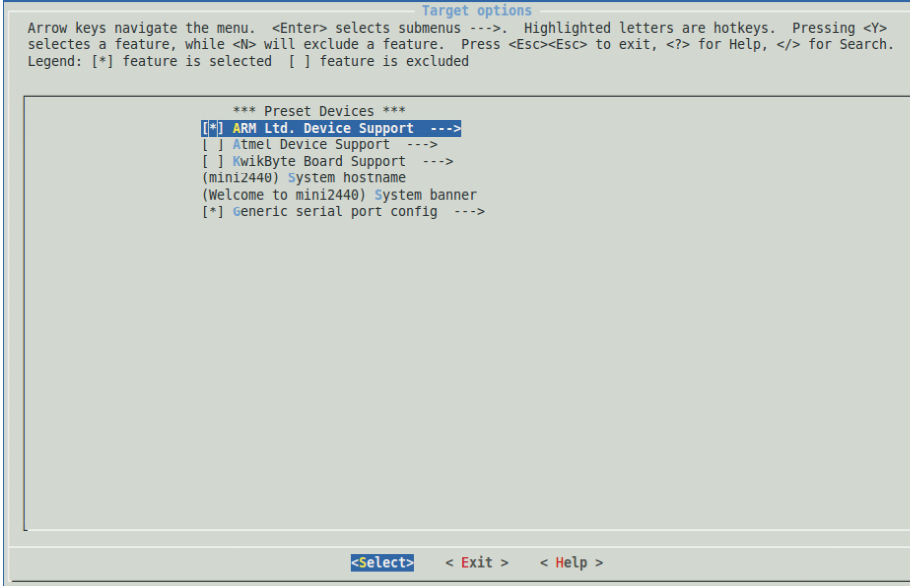 Target options
Arrow keys navigate the menu.  <Enter> selects submenus --->.  Highlighted letters are hotkeys.  Pressing <Y>
selectes a feature, while <N> will exclude a feature.  Press <Esc><Esc> to exit, <?> for Help, </> for Search.
Legend: [*] feature is selected  [ ] feature is excluded
*** Preset Devices ***
[*] ARM Ltd. Device Support  --->
[ ] Atmel Device Support  --->
[ ] KwikByte Board Support  --->
(mini2440) System hostname
(Welcome to mini2440) System banner
[*] Generic serial port config  --->
<Select>    < Exit >    < Help >